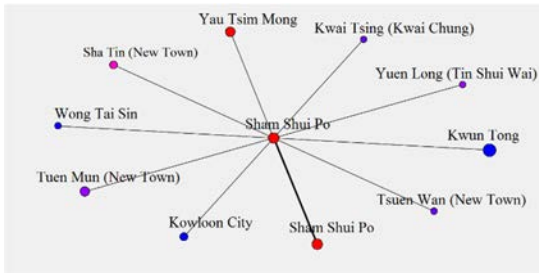 Yau Tsim Mong
Kwai Tsing (Kwai Chung)
Sha Tin (New Town)
Yuen Long (Tin Shui Wai)
Wong Tai Sin
Sham Shui Po
Kwun Tong
Tuen Mun (New Town)
Tsuen Wan (New Town)
Kowloon City
Sham Shui Po